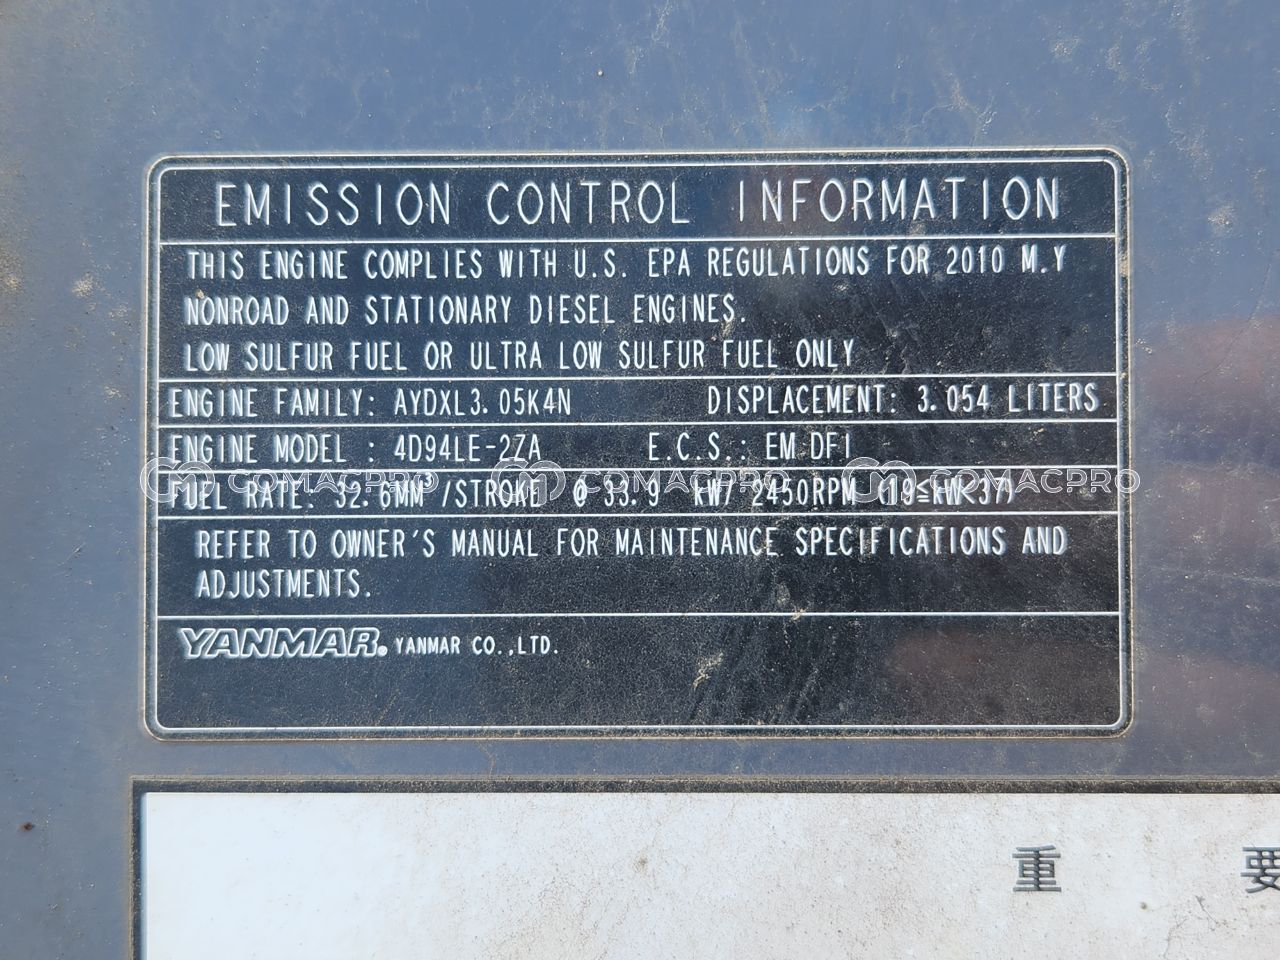 EMISSION CONTROL INFORMATION
THIS ENGINE COMPLIES WITH U.S. EPA REGULATIONS FOR 2010 M.Y
NONROAD AND STATIONARY DIESEL ENGINES.
LOW SULFUR FUEL OR ULTRA LOW SULFUR FUEL ONLY
ENGINE FAMILY: AYDXL3.05K4N DISPLACEMENT: 3.054 LITERS
ENGINE MODEL : 4D94LE-2ZA E.C.S.: EM DFI
COMACPRO COMACPRO COMACPRO
FUEL RATE: 32.6MM³/STROKE @ 33.9 kW/ 2450RPM (19≦kW<37)
REFER TO OWNER'S MANUAL FOR MAINTENANCE SPECIFICATIONS AND
ADJUSTMENTS.
YANMAR. YANMAR CO.,LTD.
重 要